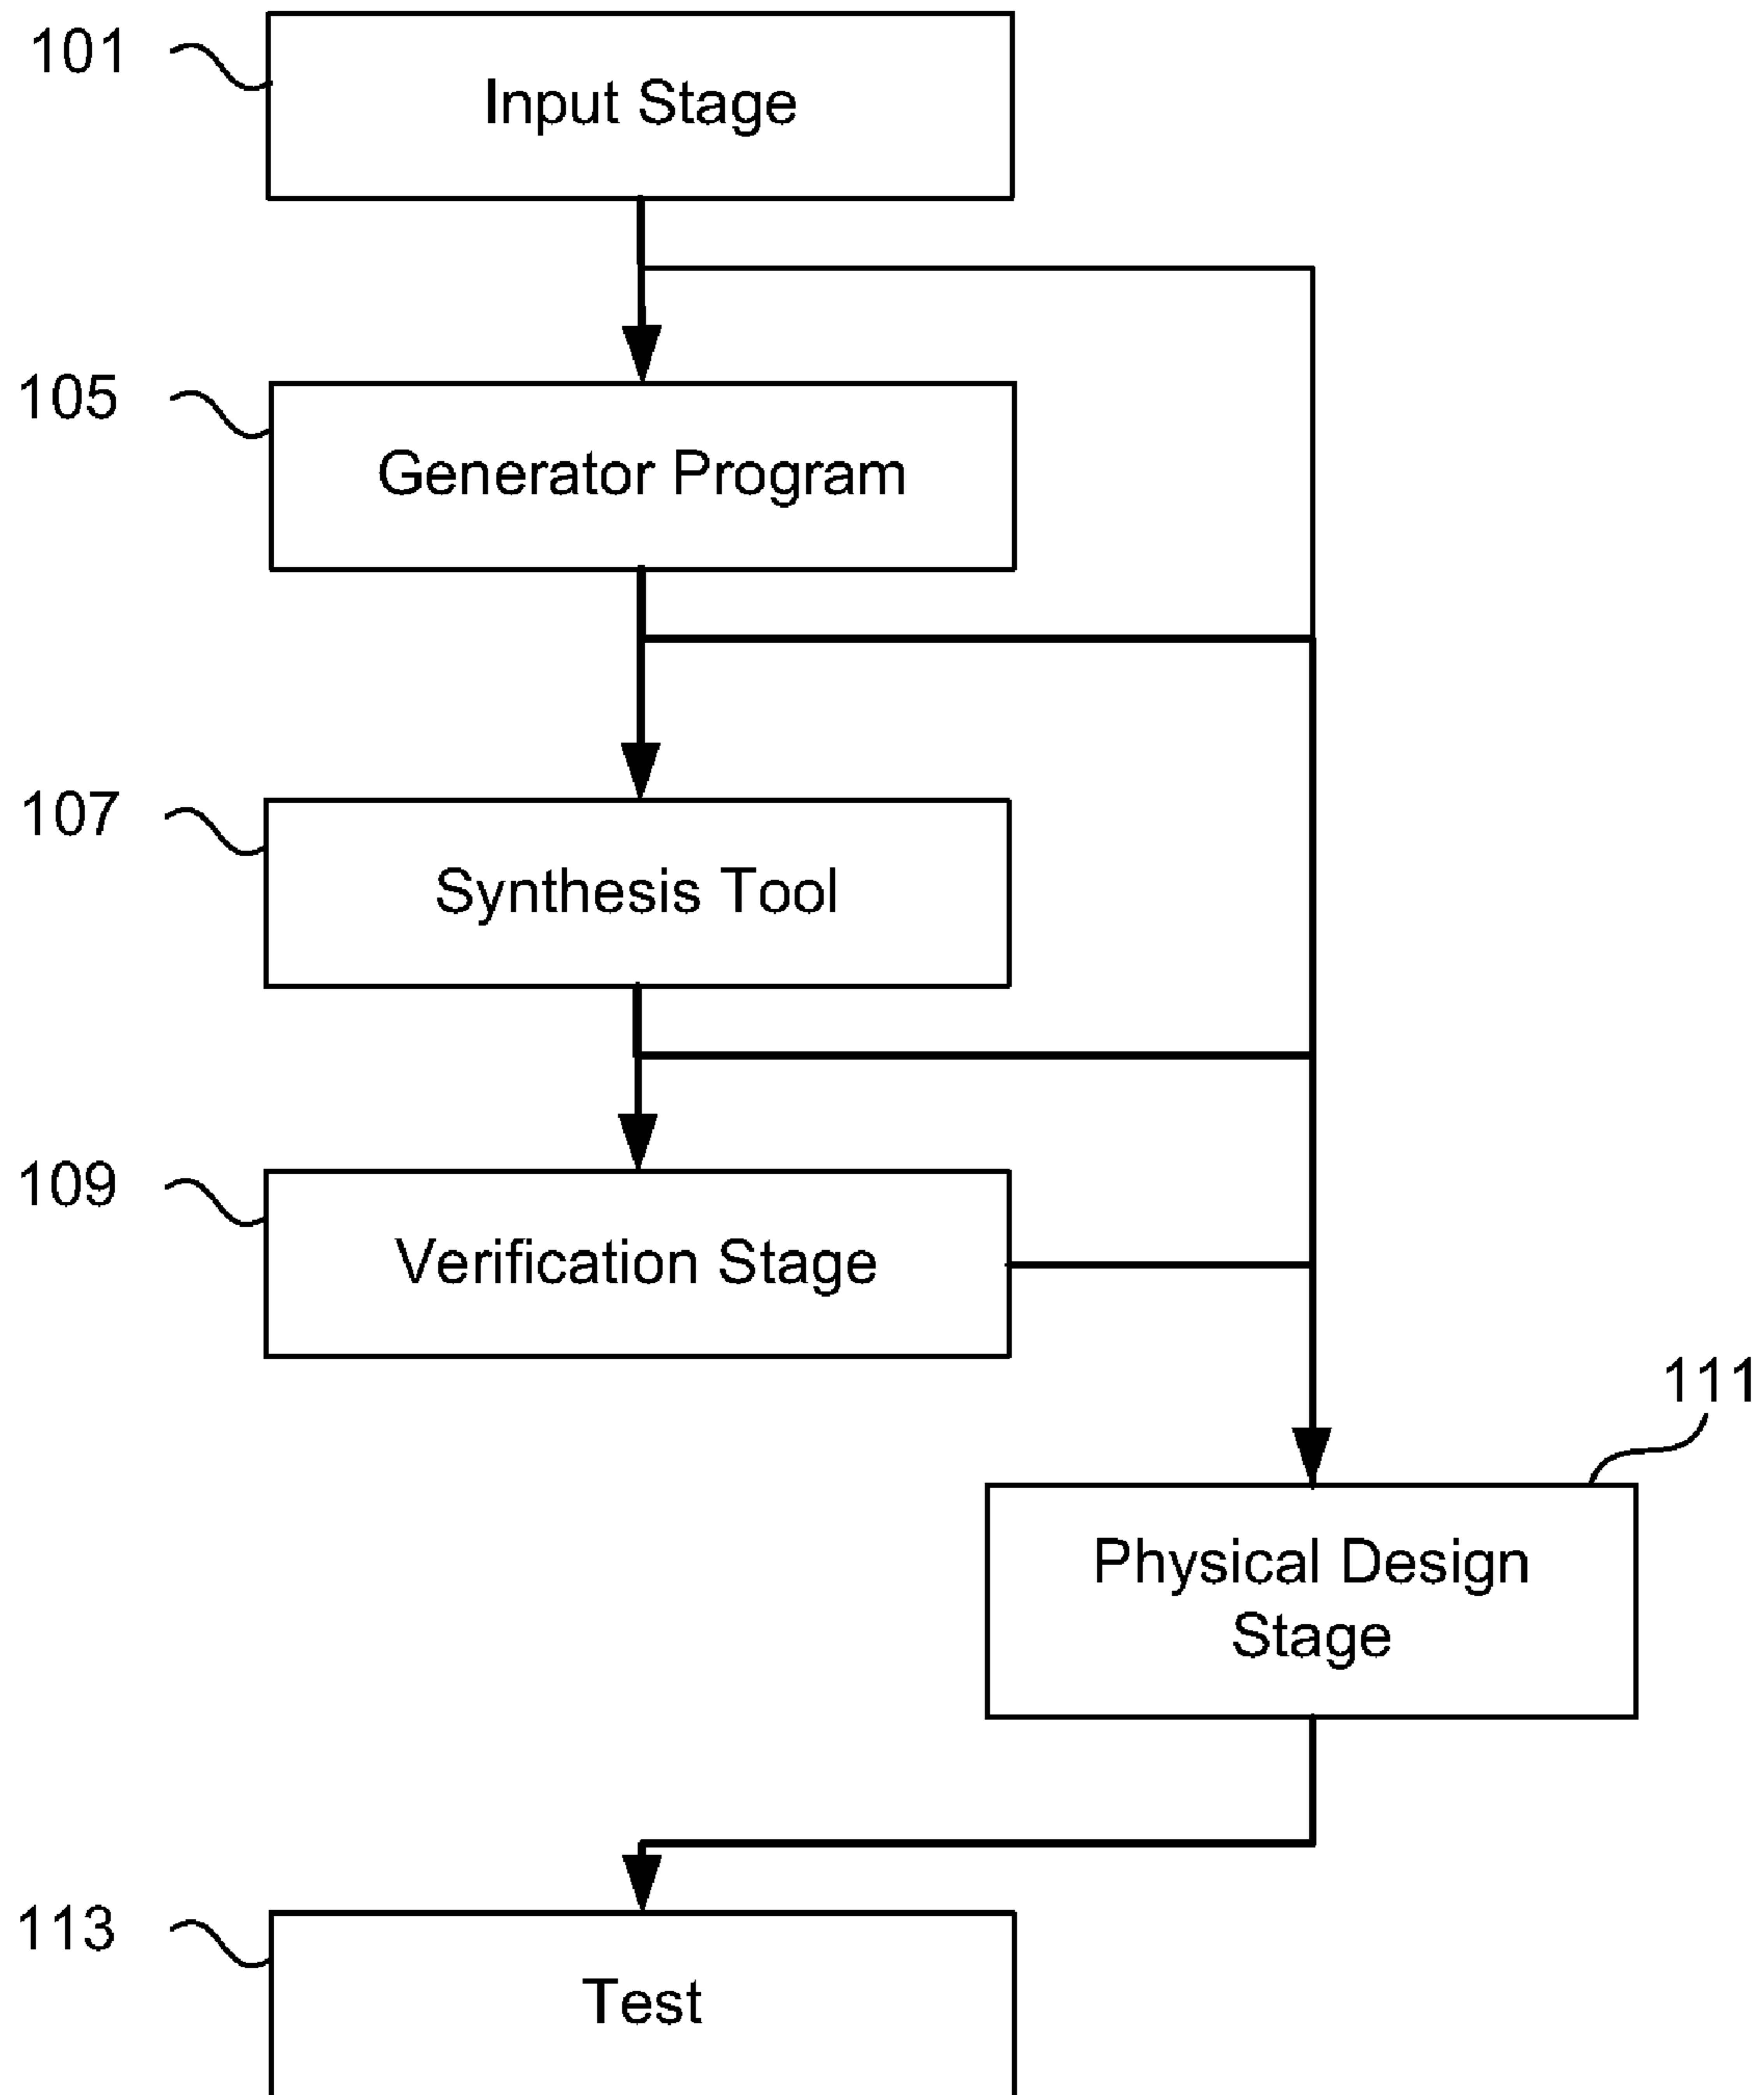 101
Input Stage
105
Generator Program
107
Synthesis Tool
109
Verification Stage
111
Physical Design
Stage
113
Test